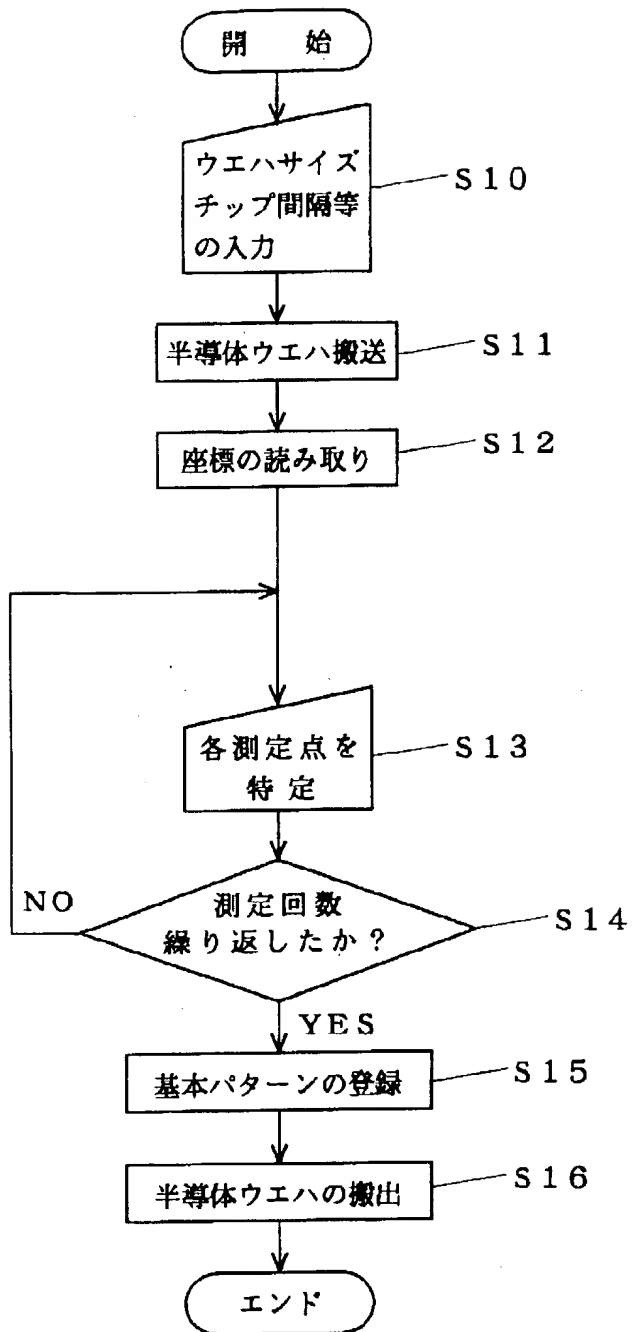 開 始
ウエハサイズ
チップ間隔等
の入力
S10
半導体ウエハ搬送
S11
座標の読み取り
S12
各測定点を
特定
S13
測定回数
繰り返したか？
S14
NO
YES
基本パターンの登録
S15
半導体ウエハの搬出
S16
エンド